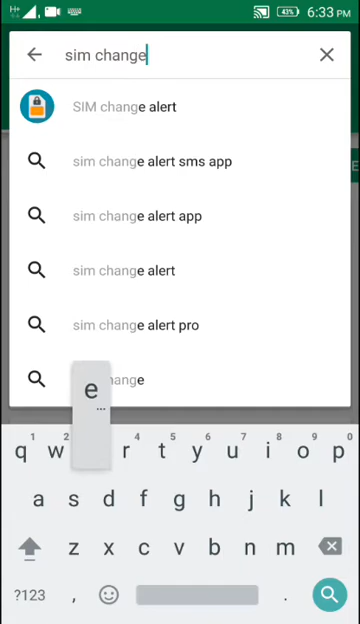 H+ 43% 6:33 PM
sim change
SIM change alert
sim change alert sms app
sim change alert app
sim change alert
sim change alert pro
hange
E
e
...
1 2 4 5 6 7 8 9 0
q w r t y u i o p
a s d f g h j k l
z x c v b n m
?123 , .